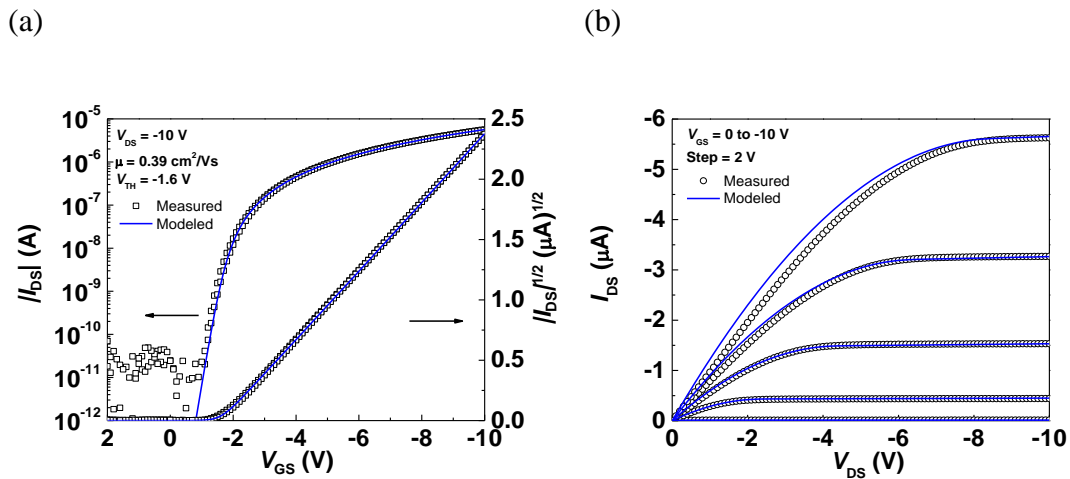 (a)
(b)
10⁻⁵
10⁻⁶
10⁻⁷
10⁻⁸
10⁻⁹
10⁻¹⁰
10⁻¹¹
10⁻¹²
|I_DS| (A)
V_DS = -10 V
μ = 0.39 cm²/Vs
V_TH = -1.6 V
Measured
Modeled
2.5
2.0
1.5
1.0
0.5
0.0
|I_DS|^1/2 (μA)^1/2
2 0 -2 -4 -6 -8 -10
V_GS (V)
-6
-5
-4
-3
-2
-1
0
I_DS (μA)
V_GS = 0 to -10 V
Step = 2 V
Measured
Modeled
0 -2 -4 -6 -8 -10
V_DS (V)